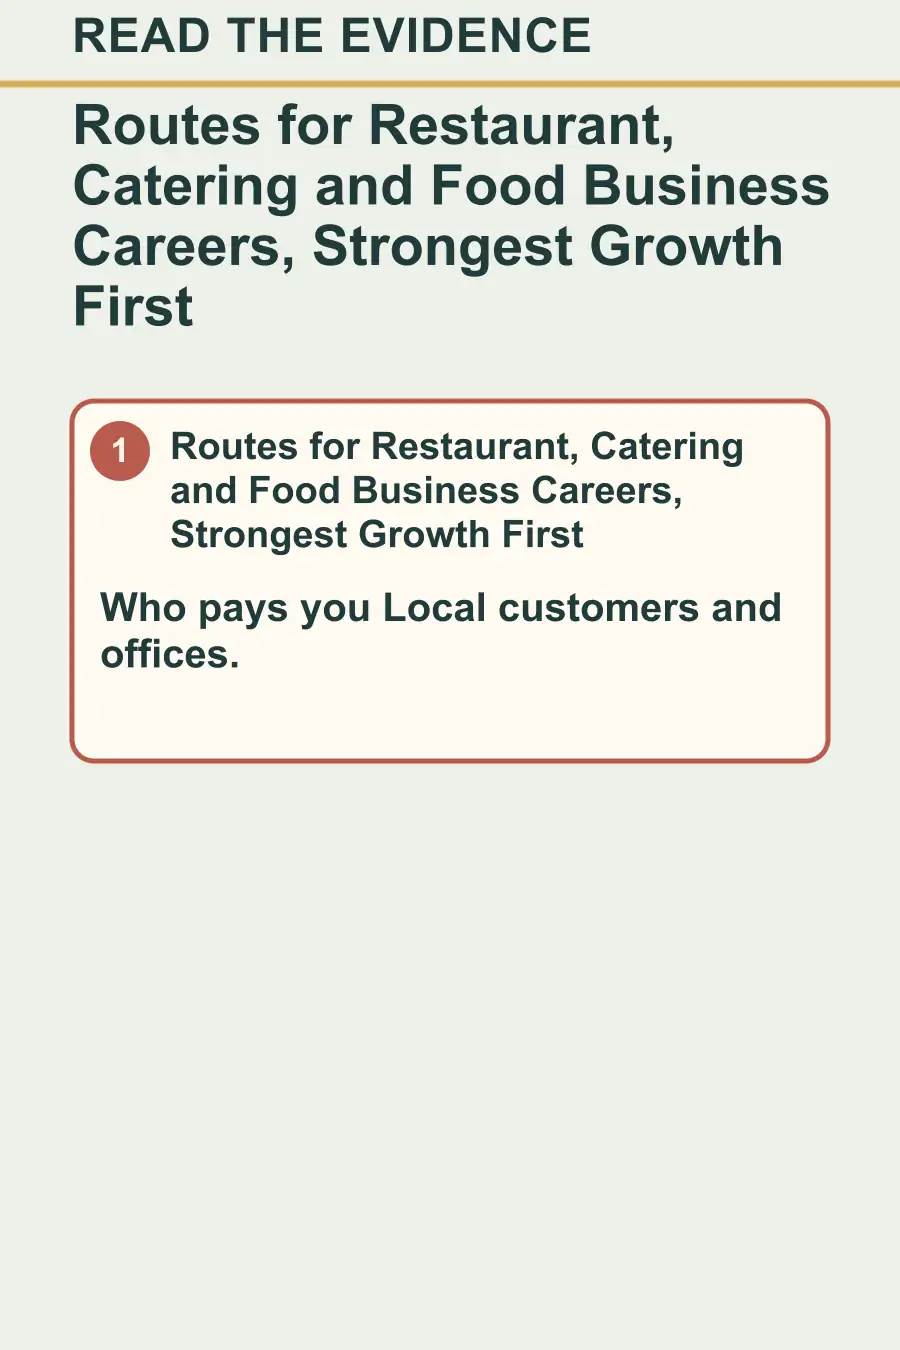 READ THE EVIDENCE
Routes for Restaurant,
Catering and Food Business
Careers, Strongest Growth
First
1
Routes for Restaurant, Catering
and Food Business Careers,
Strongest Growth First
Who pays you Local customers and
offices.